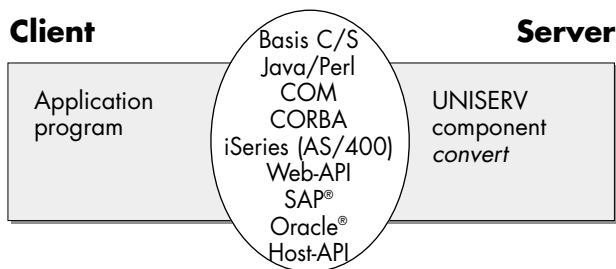 Client
Server
Application
program
Basis C/S
Java/Perl
COM
CORBA
iSeries (AS/400)
Web-API
SAP®
Oracle®
Host-API
UNISERV
component
convert